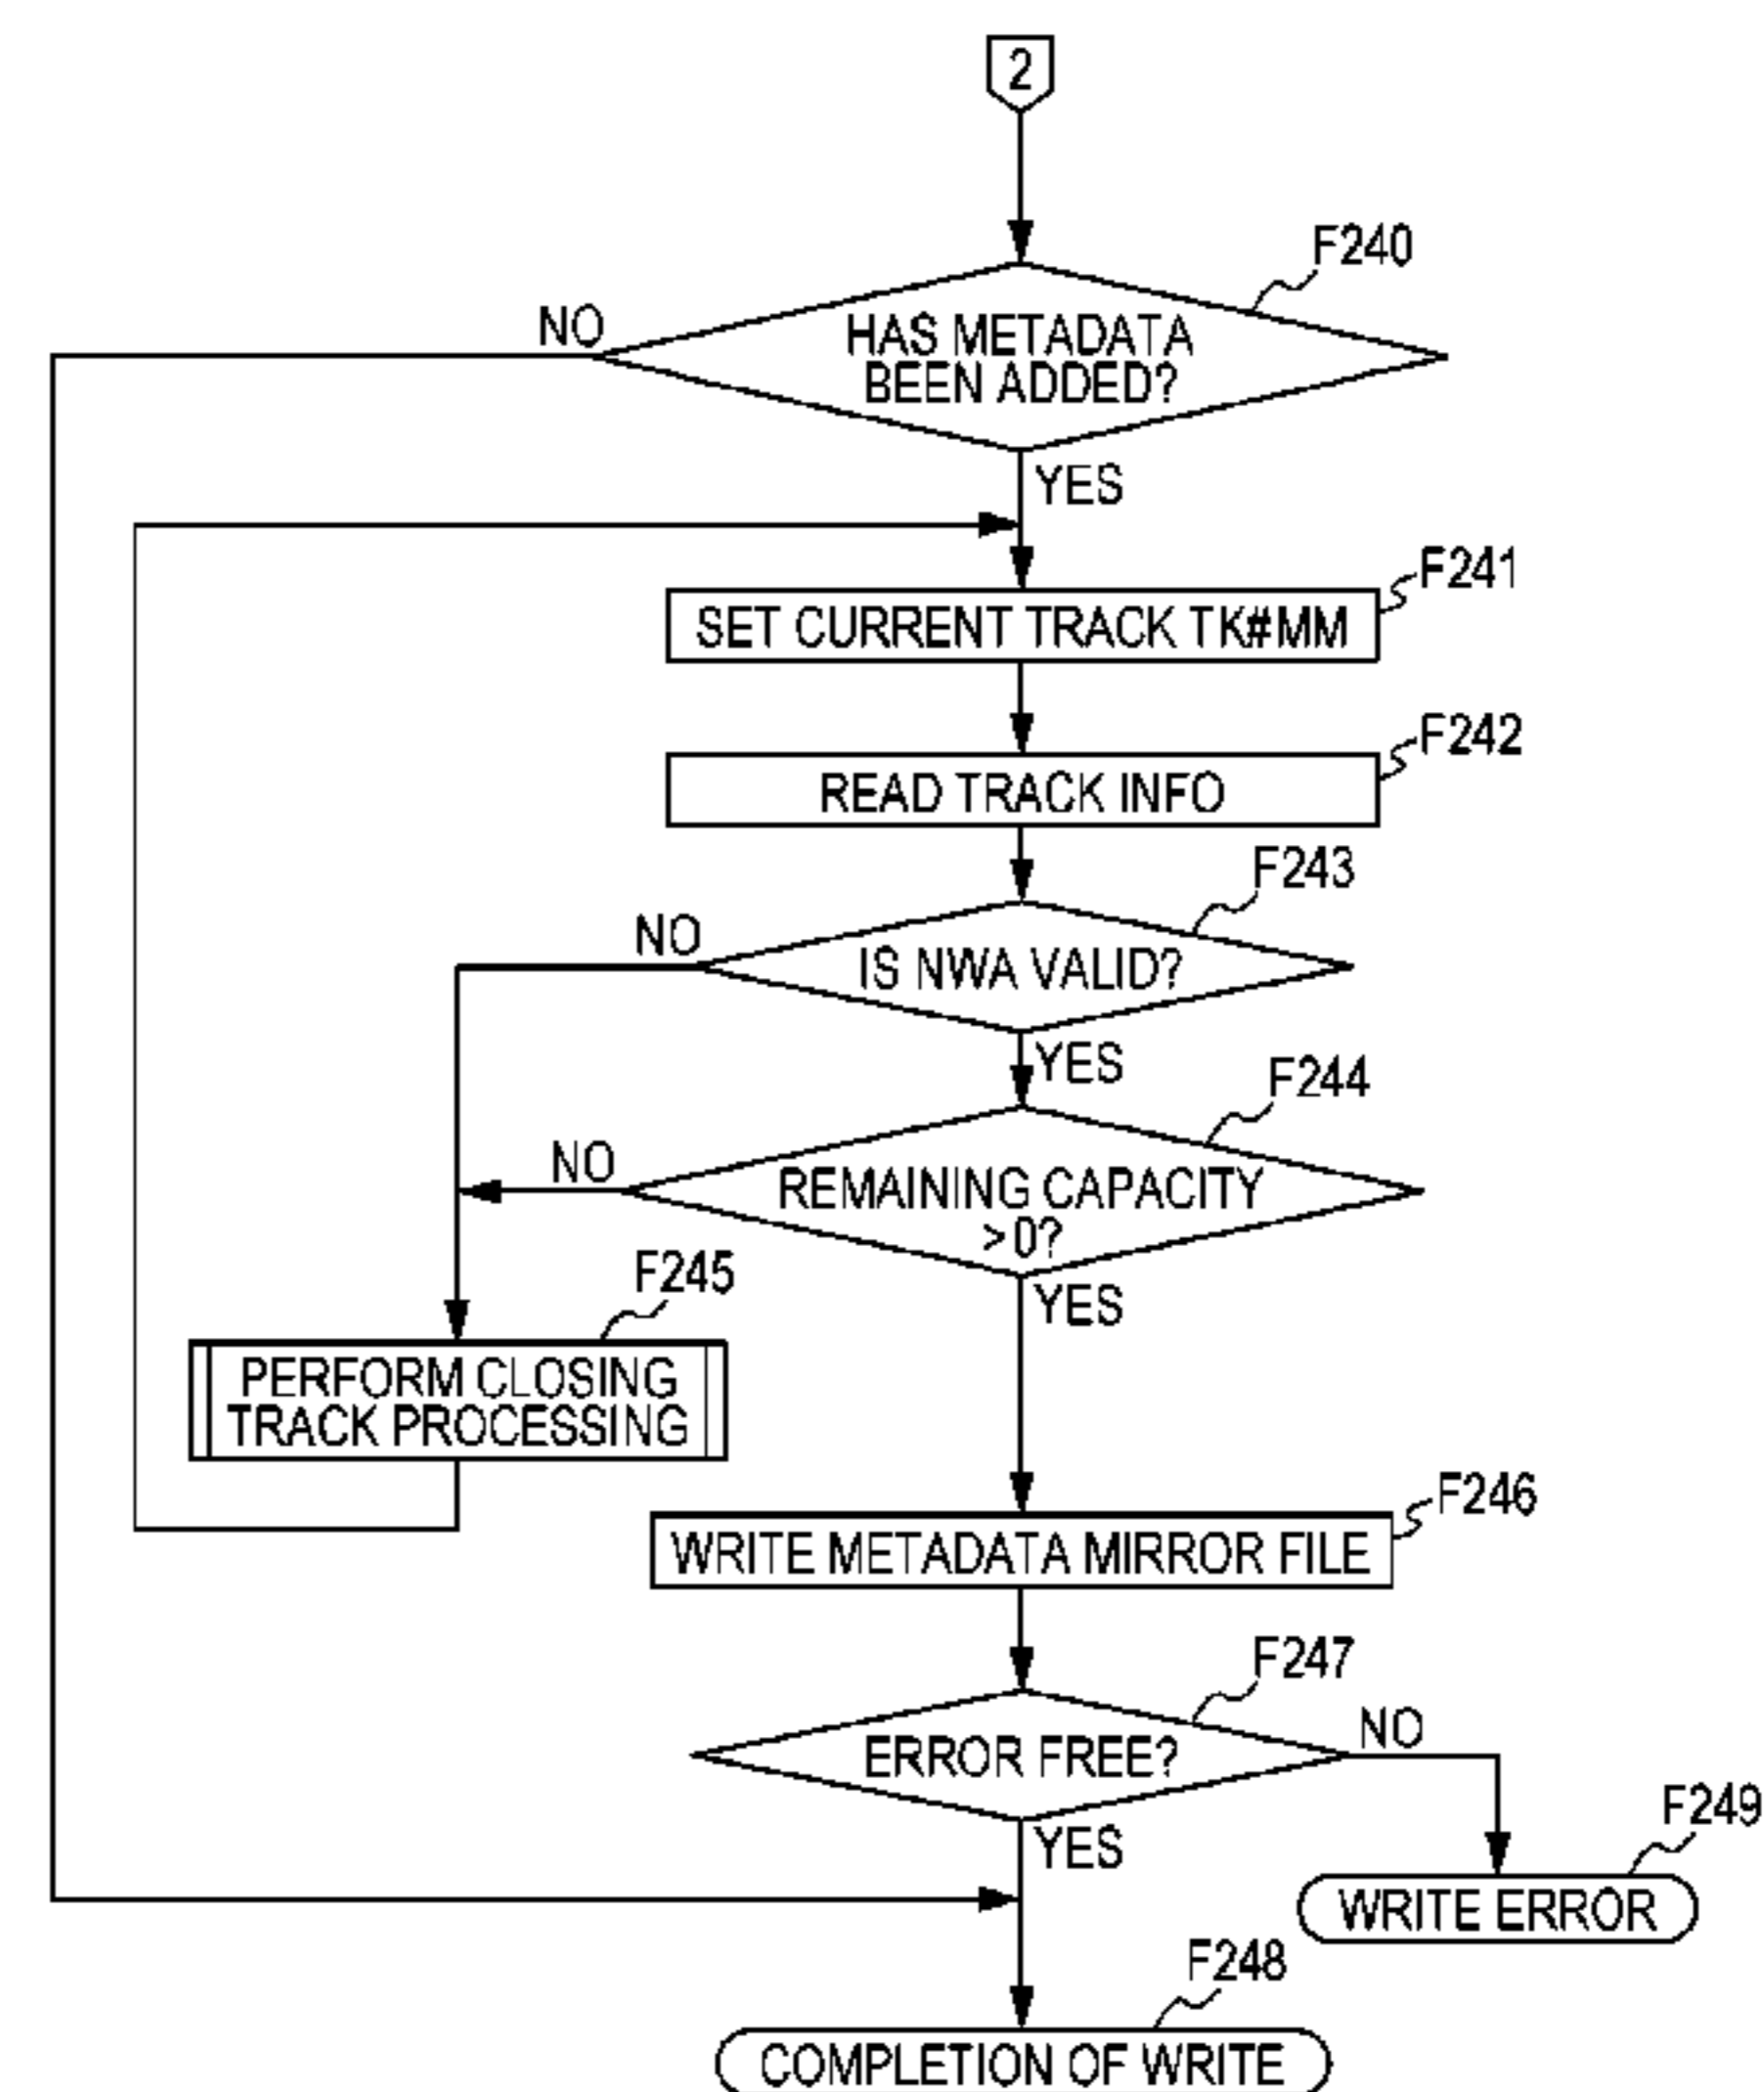 2
F240
NO
HAS METADATA
BEEN ADDED?
YES
F241
SET CURRENT TRACK TK#MM
F242
READ TRACK INFO
F243
NO
IS NWA VALID?
YES
F244
NO
REMAINING CAPACITY
>0?
YES
F245
PERFORM CLOSING
TRACK PROCESSING
F246
WRITE METADATA MIRROR FILE
F247
ERROR FREE?
NO
YES
F249
WRITE ERROR
F248
COMPLETION OF WRITE